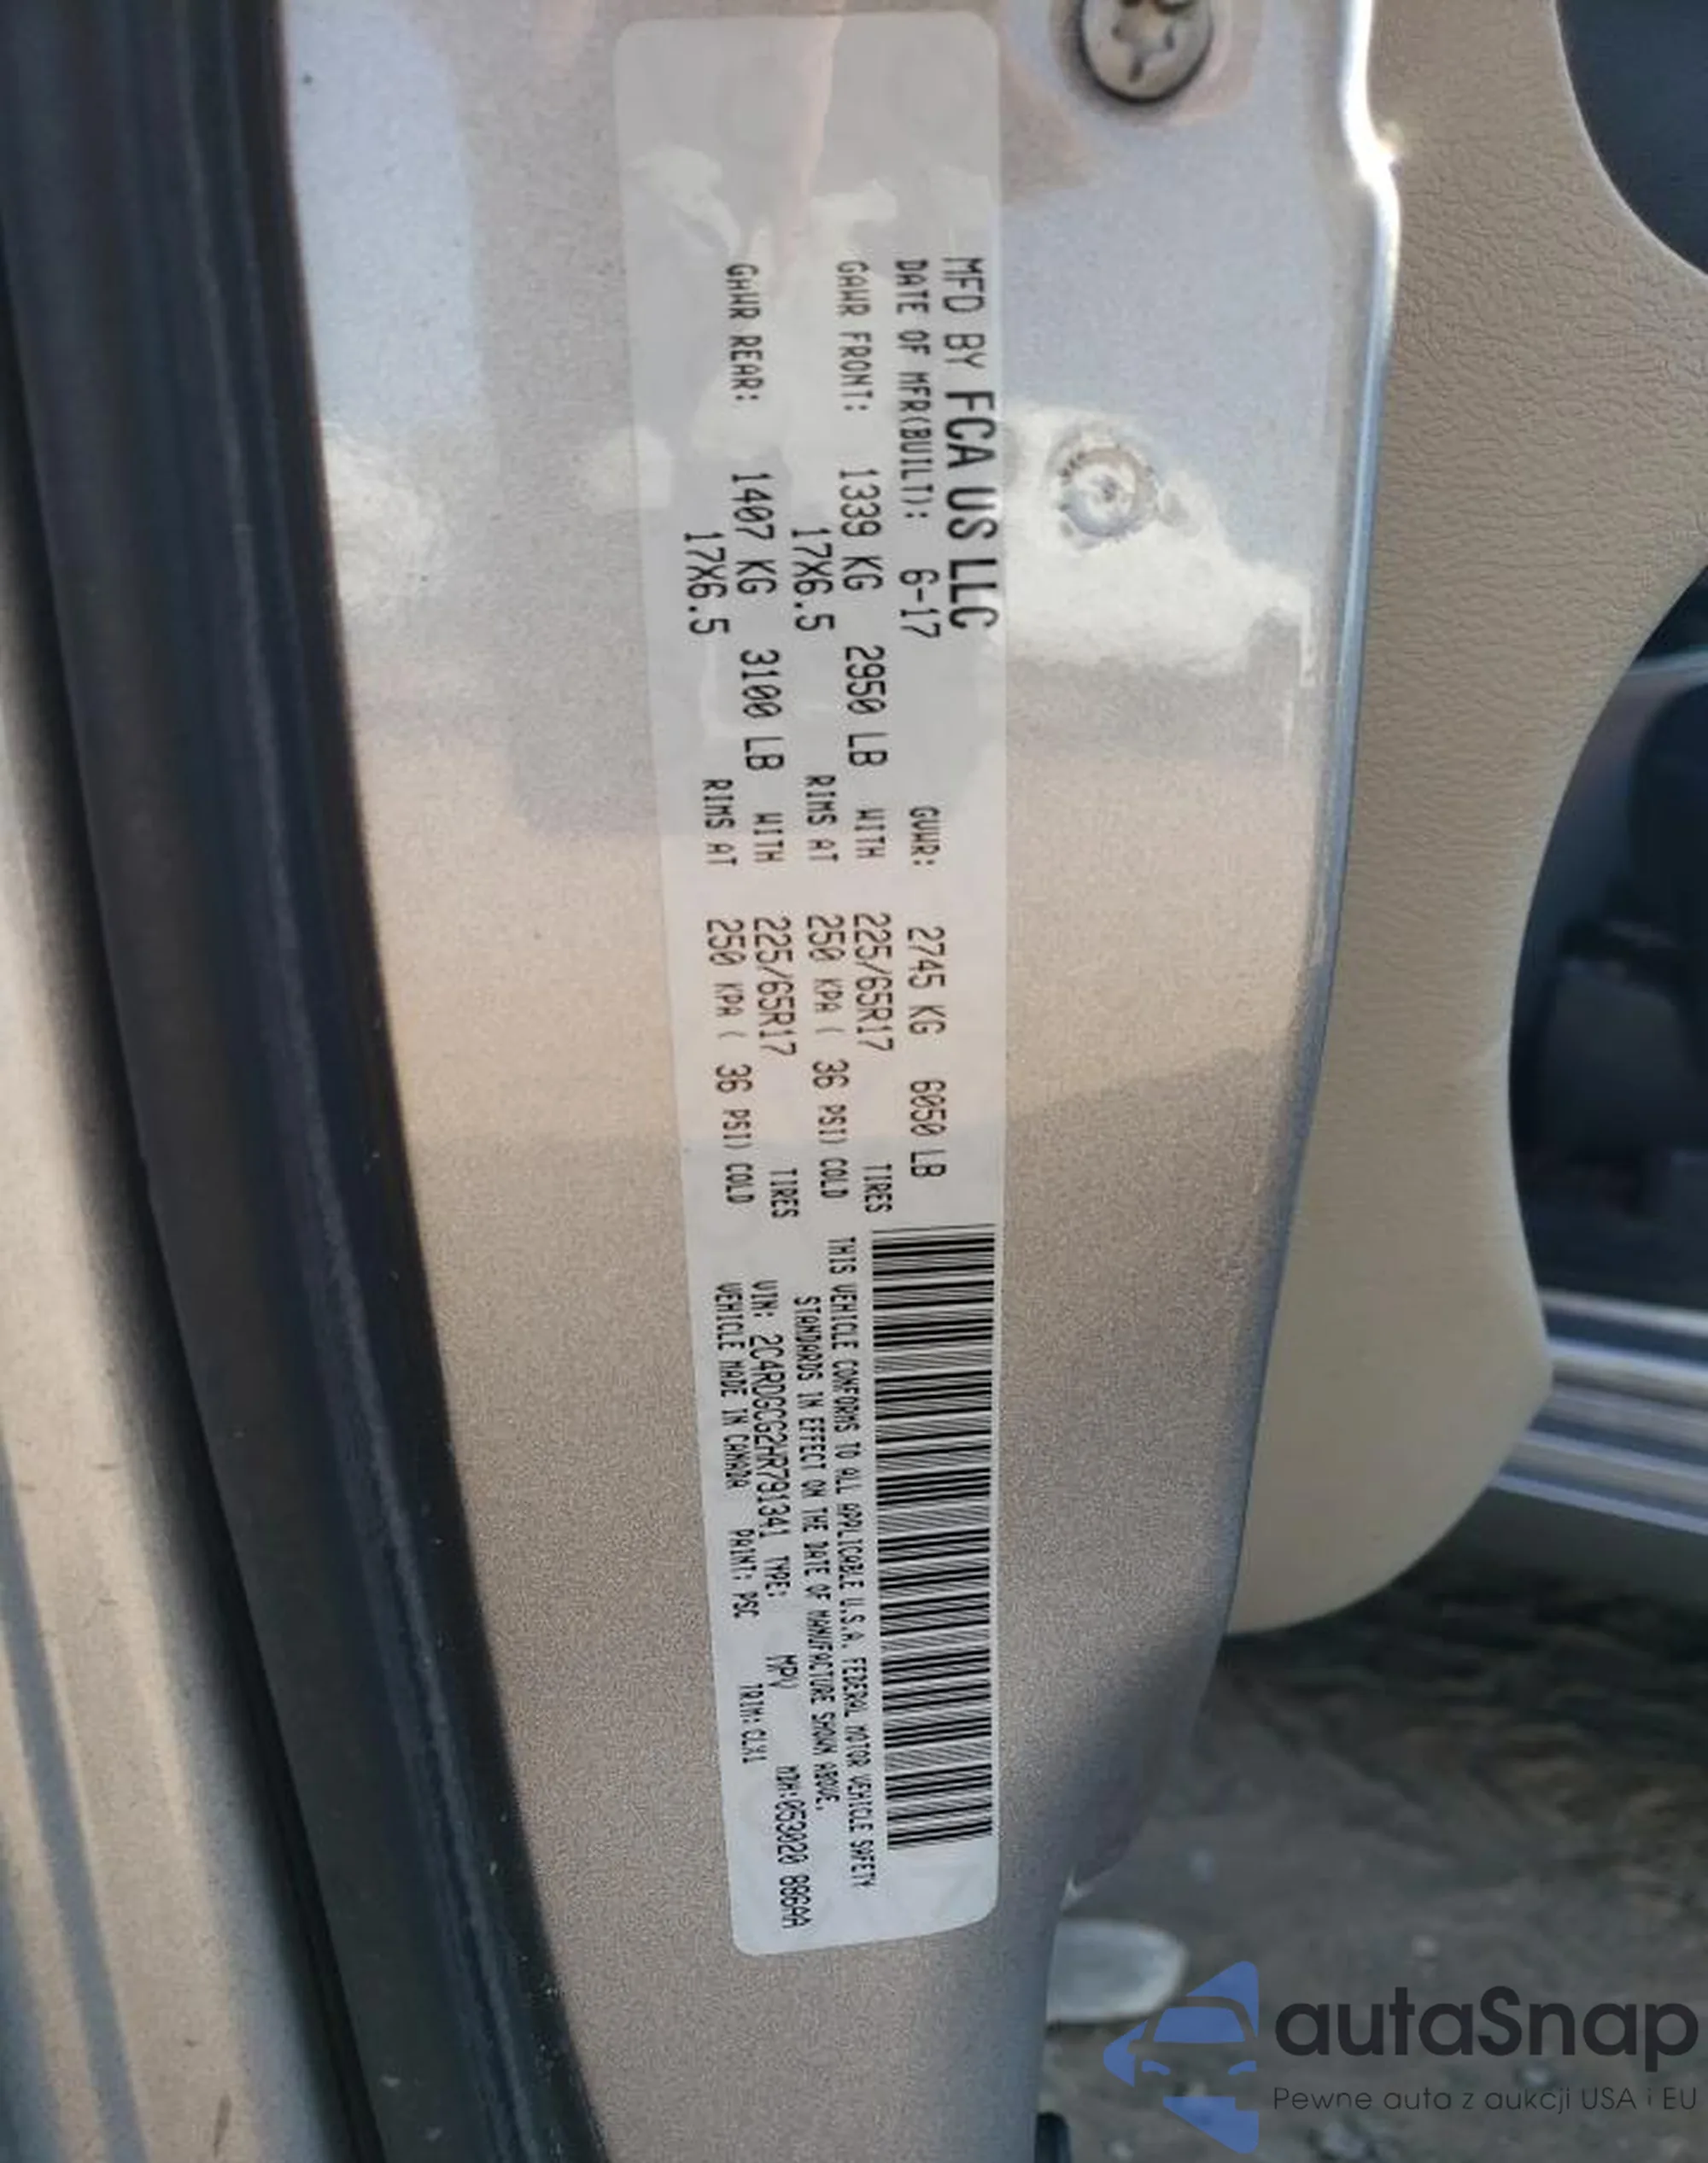 MFD BY FCA US LLC
DATE OF MFR(BUILT): 6-17 GVWR: 2745 KG 6050 LB
GAWR FRONT: 1339 KG 2950 LB WITH 225/65R17 TIRES
17X6.5 RIMS AT 250 KPA ( 36 PSI) COLD
GAWR REAR: 1407 KG 3100 LB WITH 225/65R17 TIRES
17X6.5 RIMS AT 250 KPA ( 36 PSI) COLD
THIS VEHICLE CONFORMS TO ALL APPLICABLE U.S.A. FEDERAL MOTOR VEHICLE SAFETY
STANDARDS IN EFFECT ON THE DATE OF MANUFACTURE SHOWN ABOVE.
VIN: 2C4RDGCG2HR791341 TYPE: MPV MDH:053020 886AA
VEHICLE MADE IN CANADA PAINT: PSC TRIM: CLX1
autaSnap
Pewne auta z aukcji USA i EU